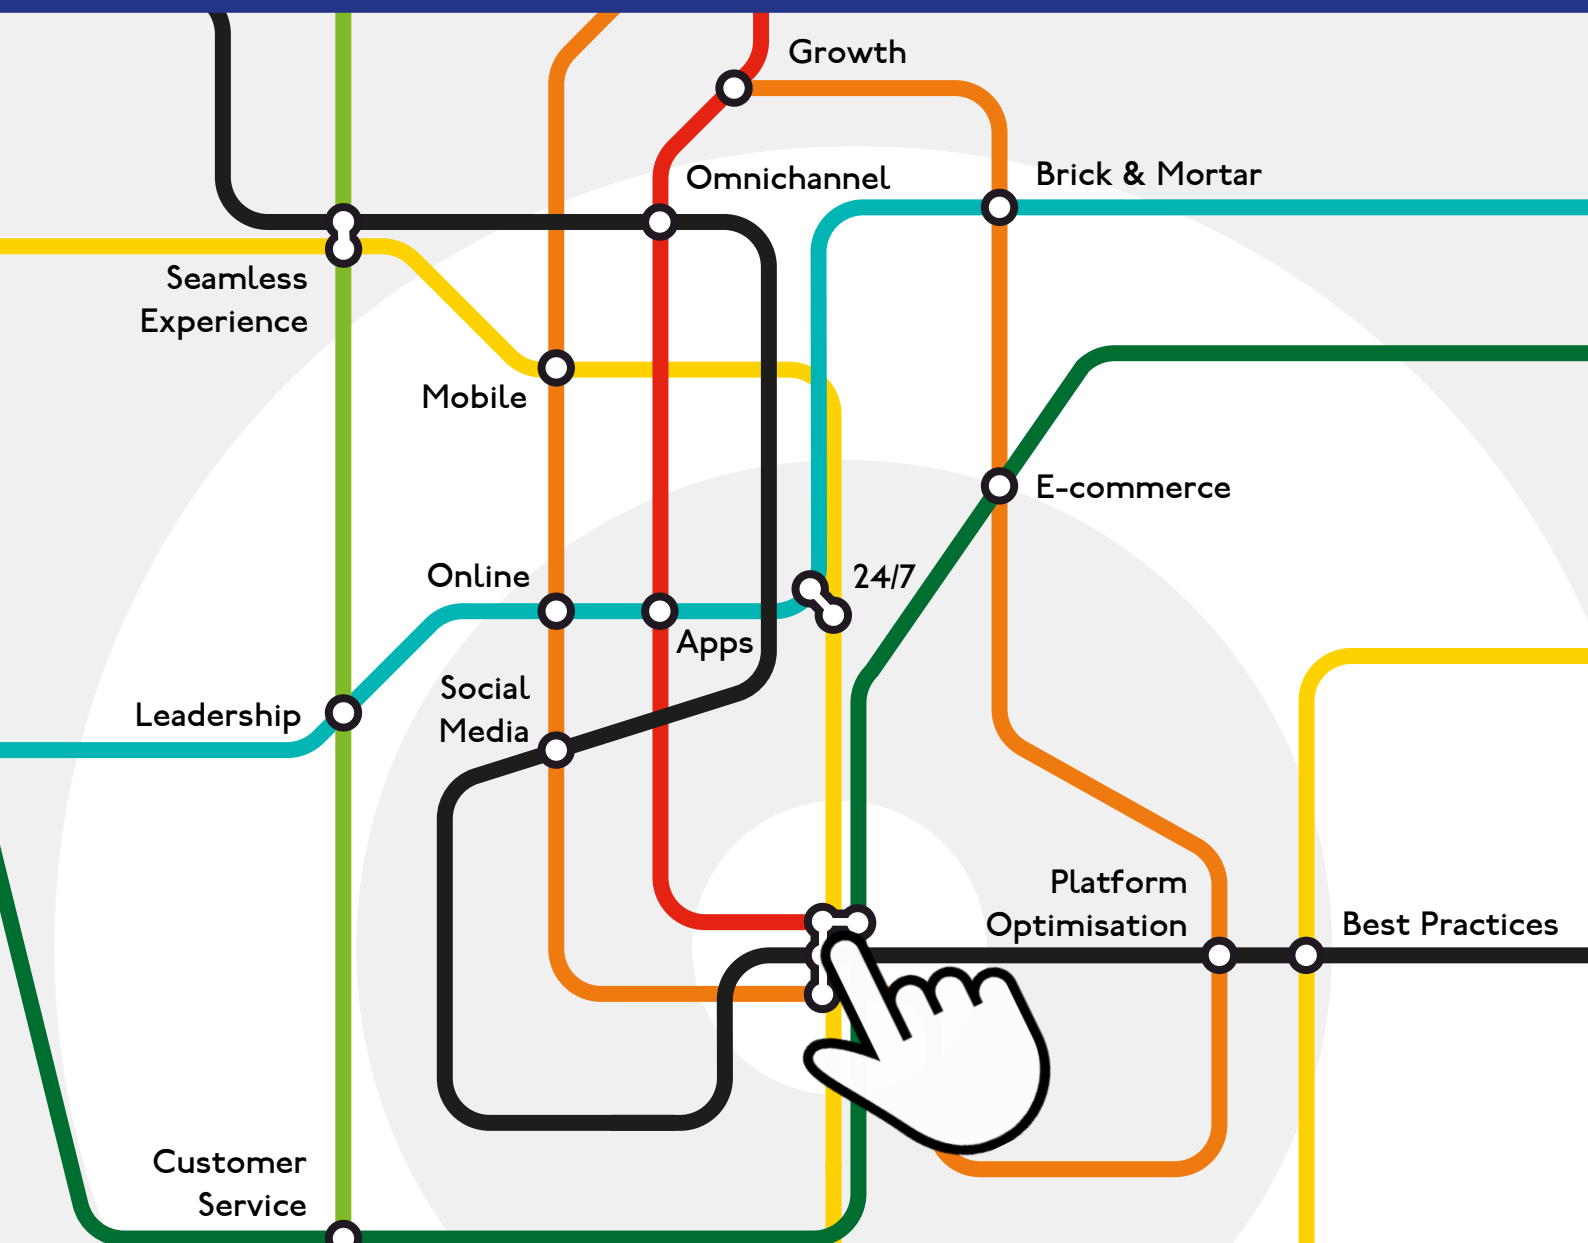 Growth
Brick & Mortar
Omnichannel
Seamless
Experience
Mobile
E-commerce
Online
24/7
Apps
Social
Media
Leadership
Platform
Optimisation
Best Practices
Customer
Service